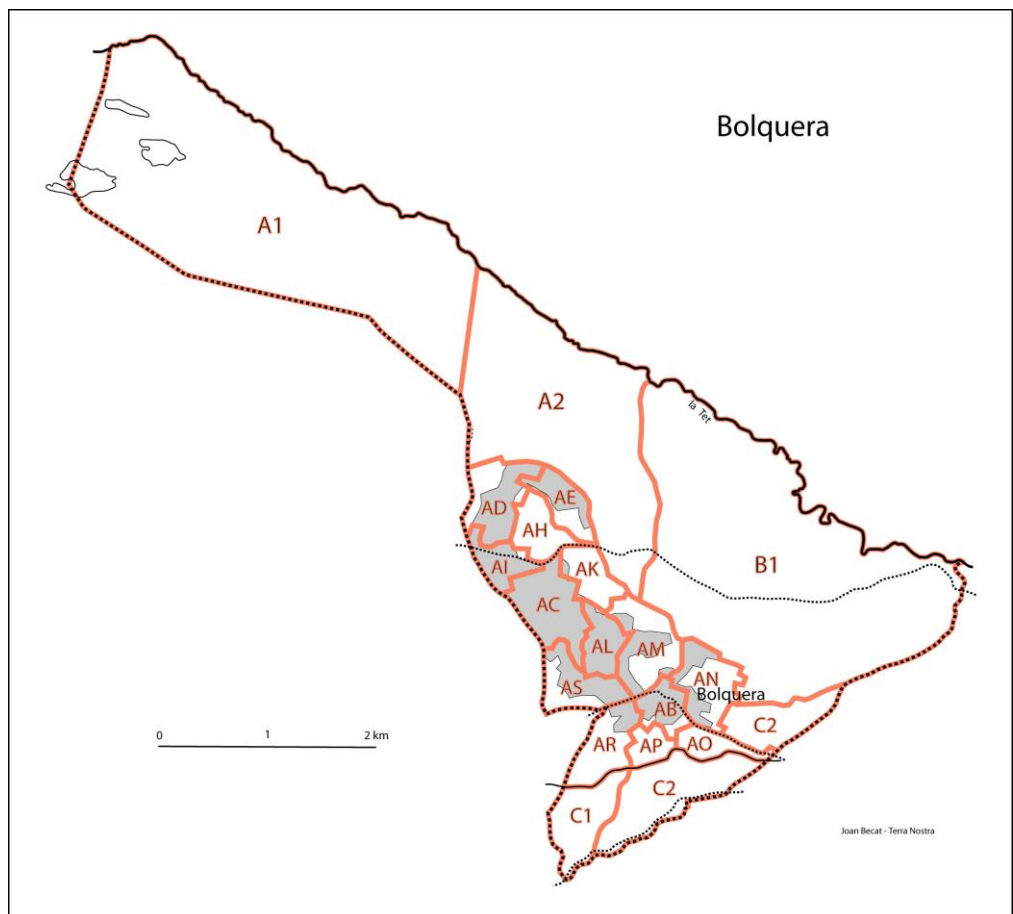 Bolquera
A1
A2
la Tet
AE
AD
AH
B1
AI
AK
AC
AL
AM
AN
AS
Bolquera
AB
C2
0 1 2 km
AR
AP
AO
C2
C1
Joan Becat - Terra Nostra